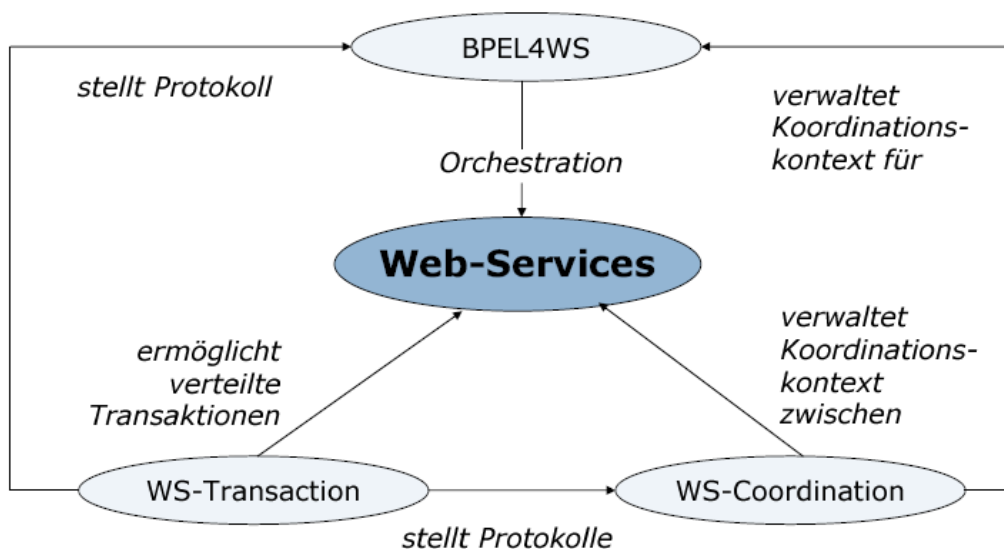 BPEL4WS
stellt Protokoll
verwaltet
Koordinations-
kontext für
Orchestration
Web-Services
ermöglicht
verteilte
Transaktionen
verwaltet
Koordinations-
kontext
zwischen
WS-Transaction
WS-Coordination
stellt Protokolle